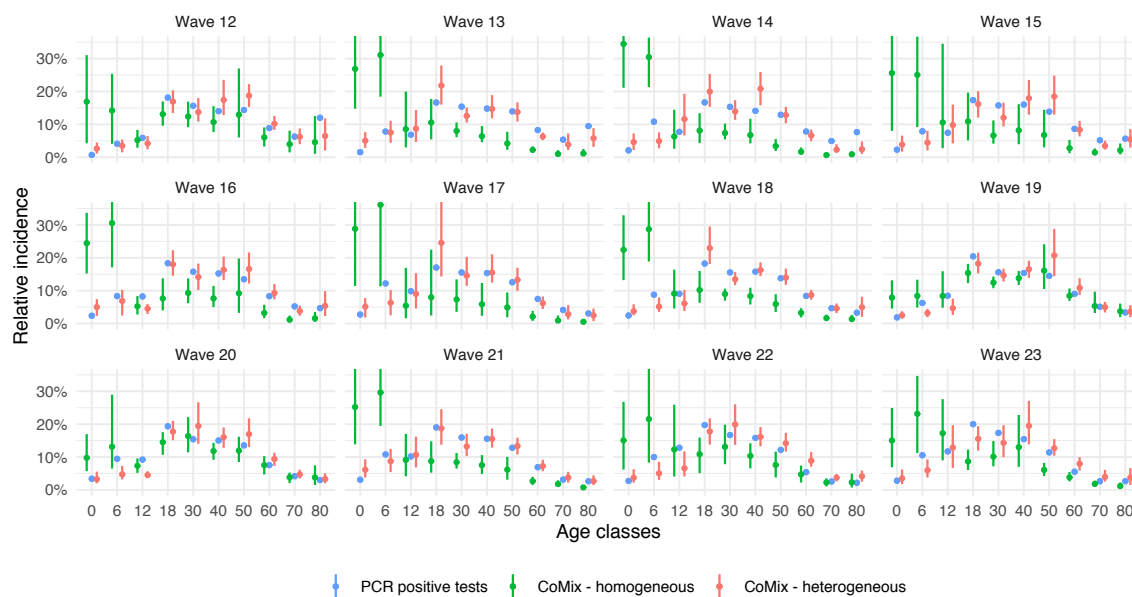 Wave 12 Wave 13 Wave 14 Wave 15
30%
20%
10%
0%
Wave 16 Wave 17 Wave 18 Wave 19
30%
20%
10%
0%
Wave 20 Wave 21 Wave 22 Wave 23
30%
20%
10%
0%
Relative incidence
0 6 12 18 30 40 50 60 70 80 0 6 12 18 30 40 50 60 70 80 0 6 12 18 30 40 50 60 70 80 0 6 12 18 30 40 50 60 70 80
Age classes
PCR positive tests CoMix - homogeneous CoMix - heterogeneous